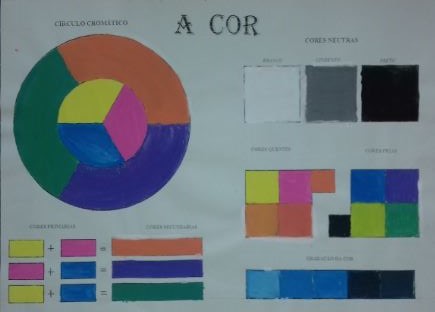 A COR
CÍRCULO CROMÁTICO
CORES NEUTRAS
BRANCO
CINZENTO
PRETO
CORES QUENTES
CORES FRIAS
CORES PRIMÁRIAS
CORES SECUNDÁRIAS
+ =
+ =
+ =